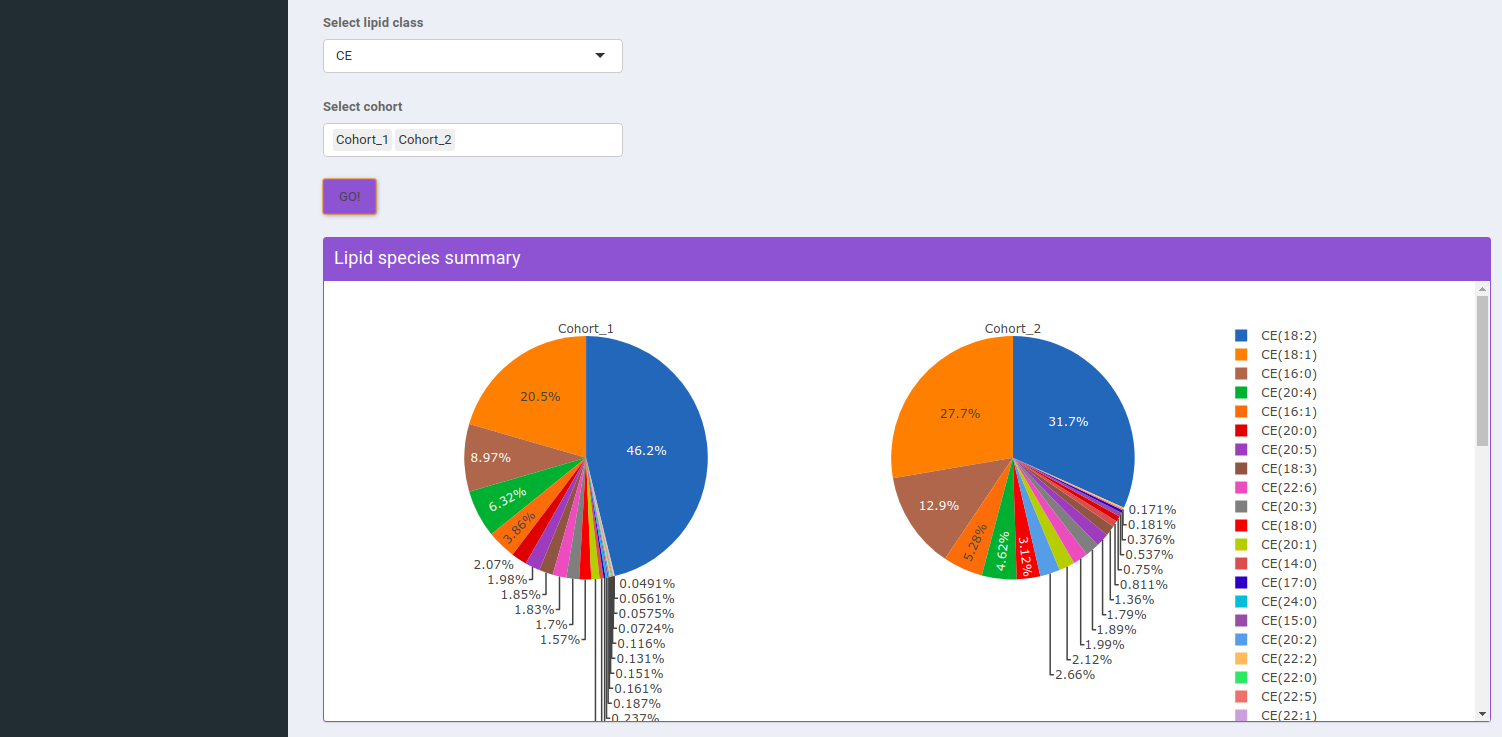 Select lipid class
CE
Select cohort
Cohort_1 Cohort_2
GO!
Lipid species summary
Cohort_1
46.2%
20.5%
8.97%
6.32%
3.86%
2.07%
1.98%
1.85%
1.83%
1.7%
1.57%
0.0491%
0.0561%
0.0575%
0.0724%
0.116%
0.131%
0.151%
0.161%
0.187%
0.237%
Cohort_2
31.7%
27.7%
12.9%
5.28%
4.62%
3.12%
0.171%
0.181%
0.376%
0.537%
0.75%
0.811%
1.36%
1.79%
1.89%
1.99%
2.12%
2.66%
CE(18:2)
CE(18:1)
CE(16:0)
CE(20:4)
CE(16:1)
CE(20:0)
CE(20:5)
CE(18:3)
CE(22:6)
CE(20:3)
CE(18:0)
CE(20:1)
CE(14:0)
CE(17:0)
CE(24:0)
CE(15:0)
CE(20:2)
CE(22:2)
CE(22:0)
CE(22:5)
CE(22:1)